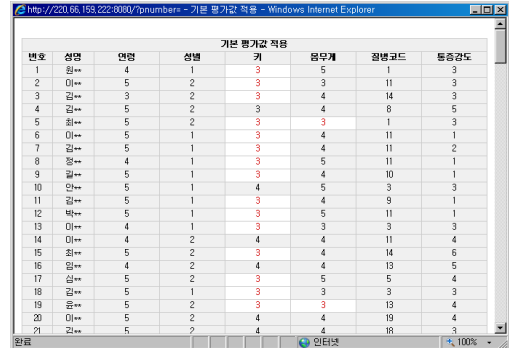 http://220,66,159,222:8080/?pnumber= - 기본 평가값 적용 - Windows Internet Explorer
기본 평가값 적용
번호 성명 연령 성별 키 몸무게 질병코드 통증강도
1 원** 4 1 3 5 1 3
2 이** 5 2 3 3 11 3
3 김** 3 2 3 4 14 3
4 김** 5 2 3 4 8 5
5 최** 5 2 3 3 1 3
6 이** 5 1 3 4 11 1
7 김** 5 1 3 4 11 2
8 정** 4 1 3 5 11 1
9 길** 5 1 3 4 10 1
10 안** 5 1 4 5 3 3
11 김** 5 1 3 4 9 1
12 박** 5 1 3 5 11 1
13 이** 4 1 3 3 3 3
14 이** 4 2 4 4 11 4
15 최** 5 2 3 4 14 6
16 임** 4 2 4 4 13 5
17 심** 5 2 3 5 5 4
18 김** 5 1 3 3 3 3
19 윤** 5 2 3 3 13 4
20 이** 5 2 4 4 19 4
21 김** 5 2 4 4 18 3
완료 인터넷 100%